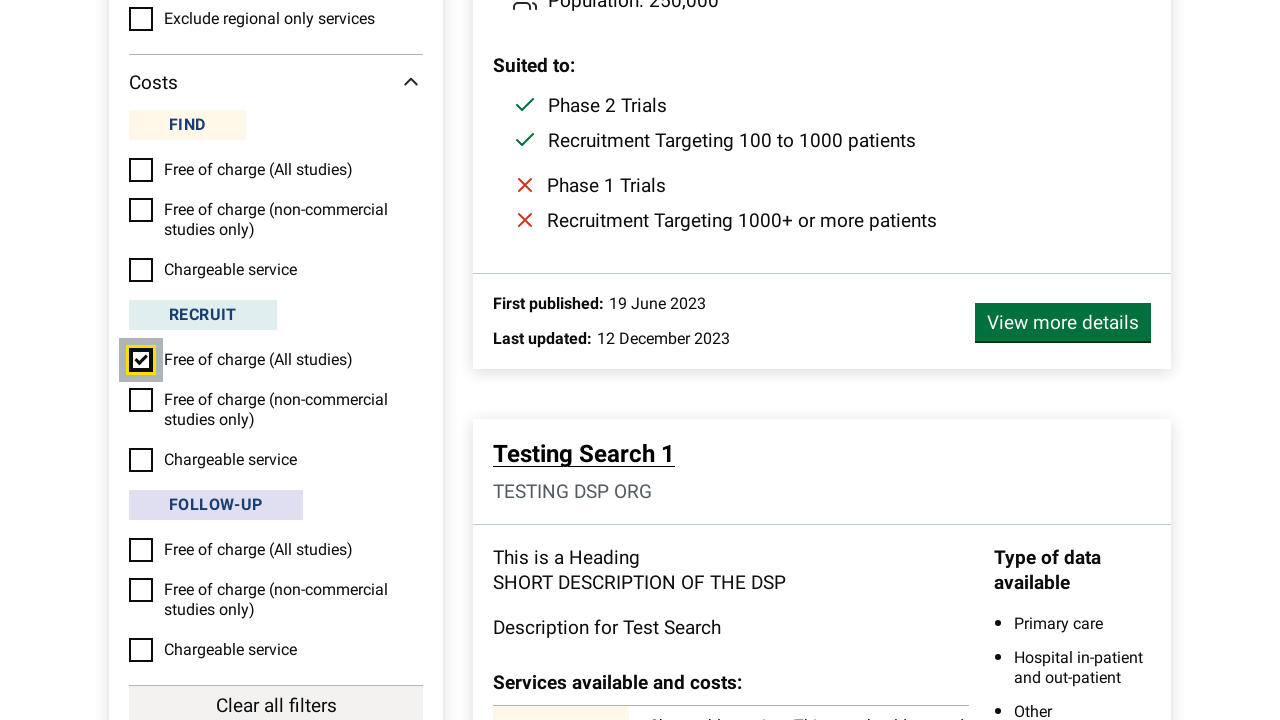 Exclude regional only services
Costs
FIND
Free of charge (All studies)
Free of charge (non-commercial
studies only)
Chargeable service
RECRUIT
Free of charge (All studies)
Free of charge (non-commercial
studies only)
Chargeable service
FOLLOW-UP
Free of charge (All studies)
Free of charge (non-commercial
studies only)
Chargeable service
Clear all filters
Population: 250,000
Suited to:
Phase 2 Trials
Recruitment Targeting 100 to 1000 patients
Phase 1 Trials
Recruitment Targeting 1000+ or more patients
First published: 19 June 2023
Last updated: 12 December 2023
View more details
Testing Search 1
TESTING DSP ORG
This is a Heading
SHORT DESCRIPTION OF THE DSP
Description for Test Search
Services available and costs:
Type of data
available
Primary care
Hospital in-patient
and out-patient
Other